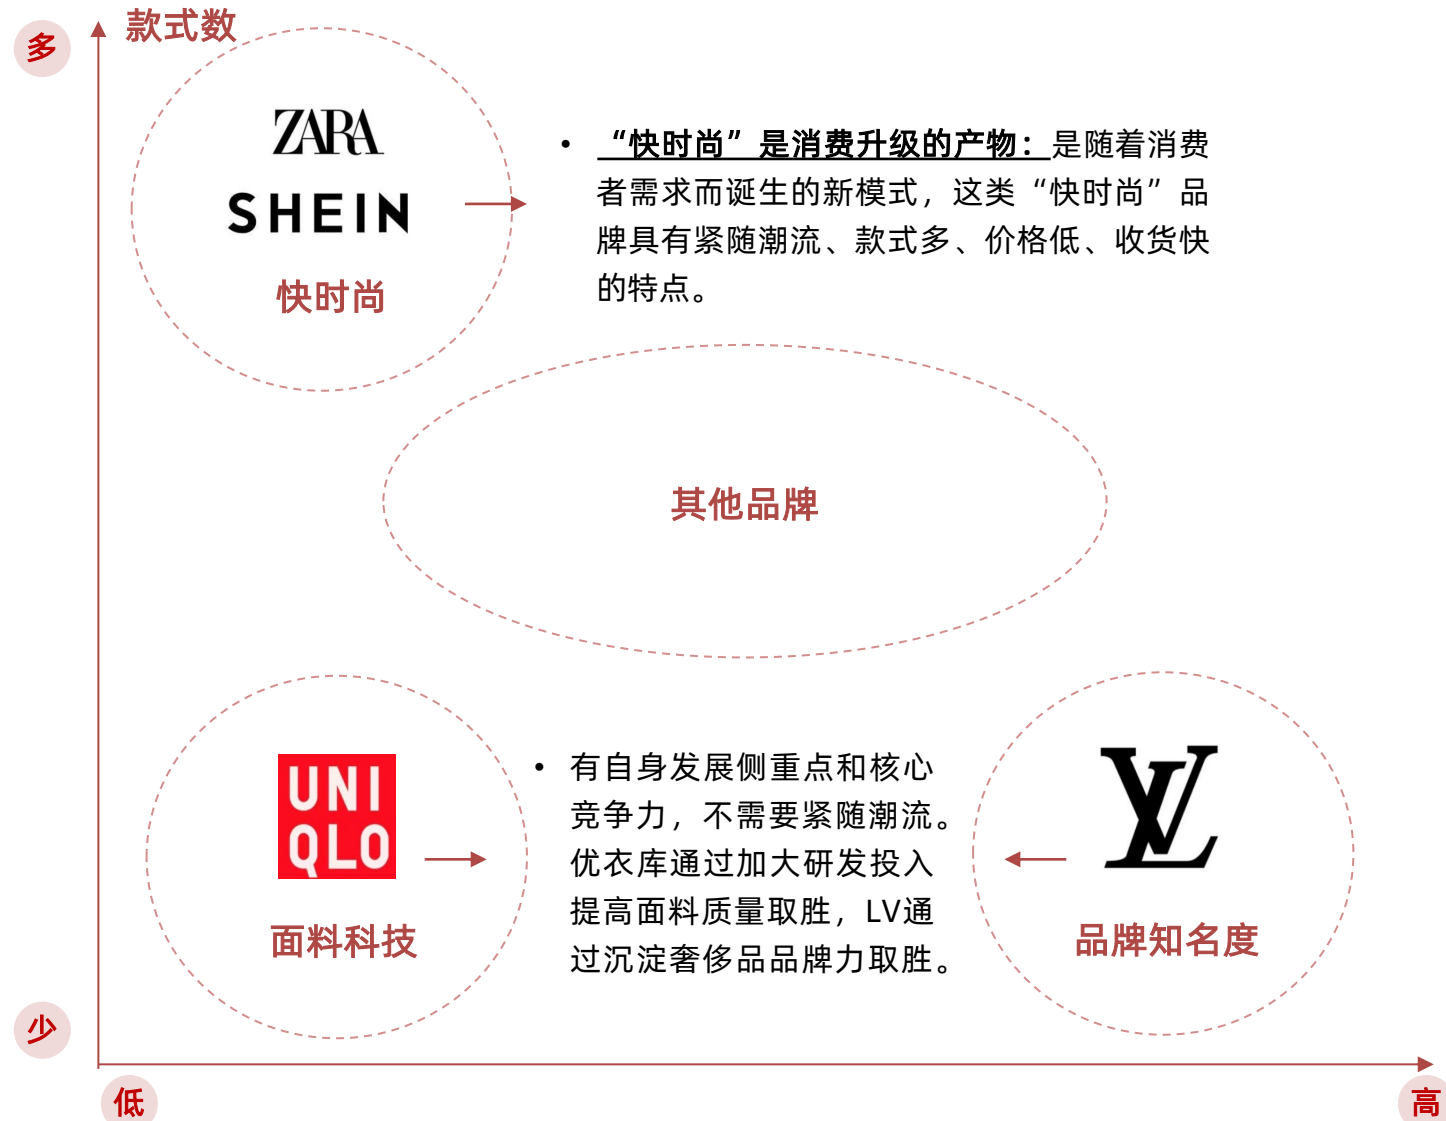 多
款式数
ZARA
SHEIN
快时尚
• “快时尚”是消费升级的产物：是随着消费
者需求而诞生的新模式，这类“快时尚”品
牌具有紧随潮流、款式多、价格低、收货快
的特点。
其他品牌
UNI
QLO
面料科技
• 有自身发展侧重点和核心
竞争力，不需要紧随潮流。
优衣库通过加大研发投入
提高面料质量取胜，LV通
过沉淀奢侈品品牌力取胜。
LV
品牌知名度
少
低
高